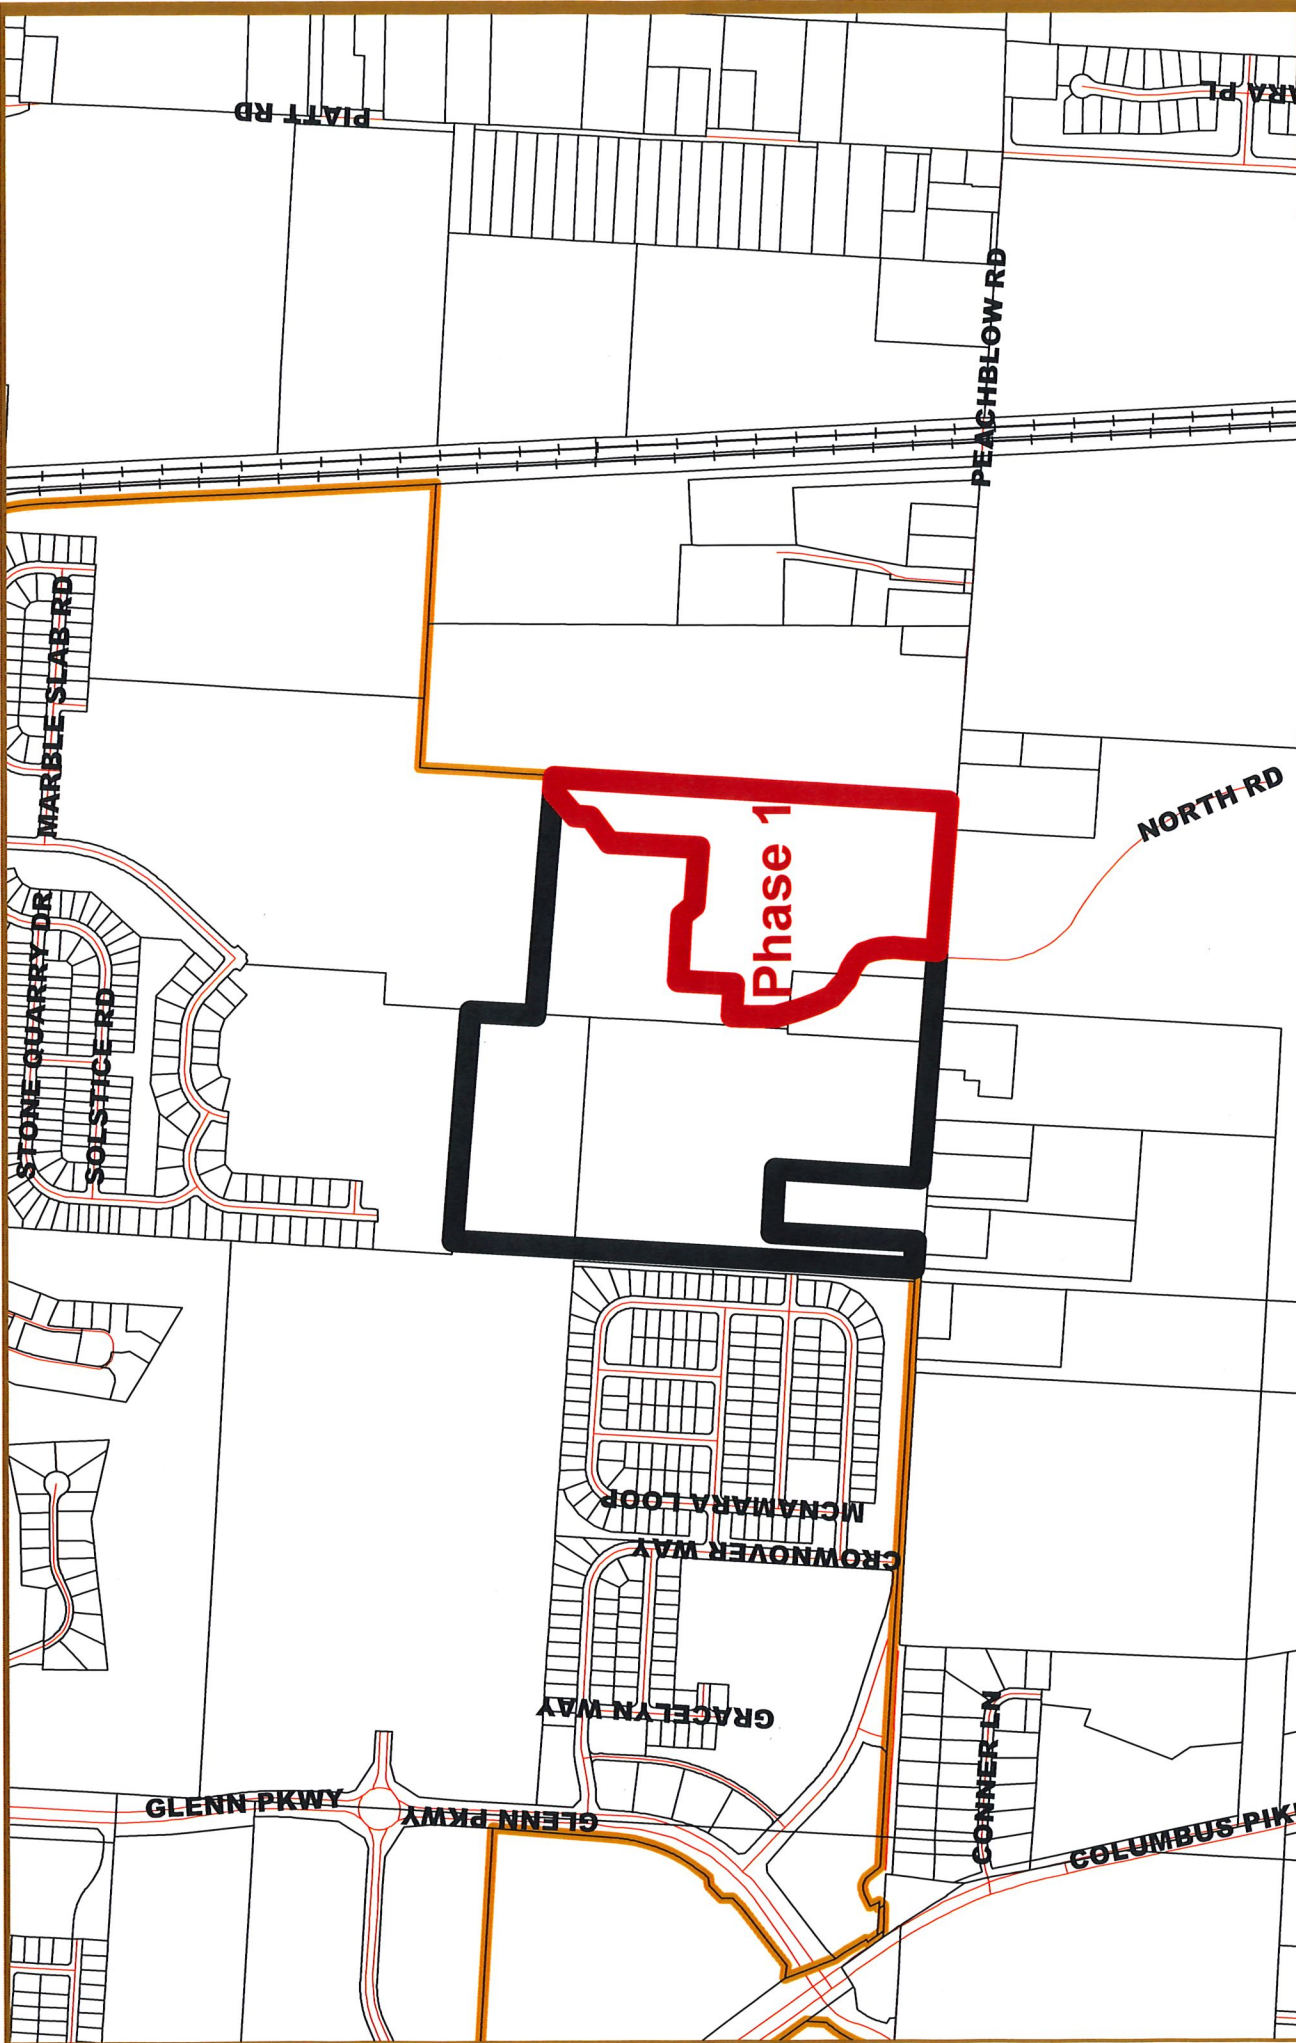 PIATT RD
ARA PL
PEACHBLOW RD
MARBLE SLAB RD
NORTH RD
Phase 1
STONE QUARRY DR
SOLSTICE RD
MCNAMARA LOOP
CROWNOVER WAY
GRACELYN WAY
GLENN PKWY
GLENN PKWY
CONNER LN
COLUMBUS PIK